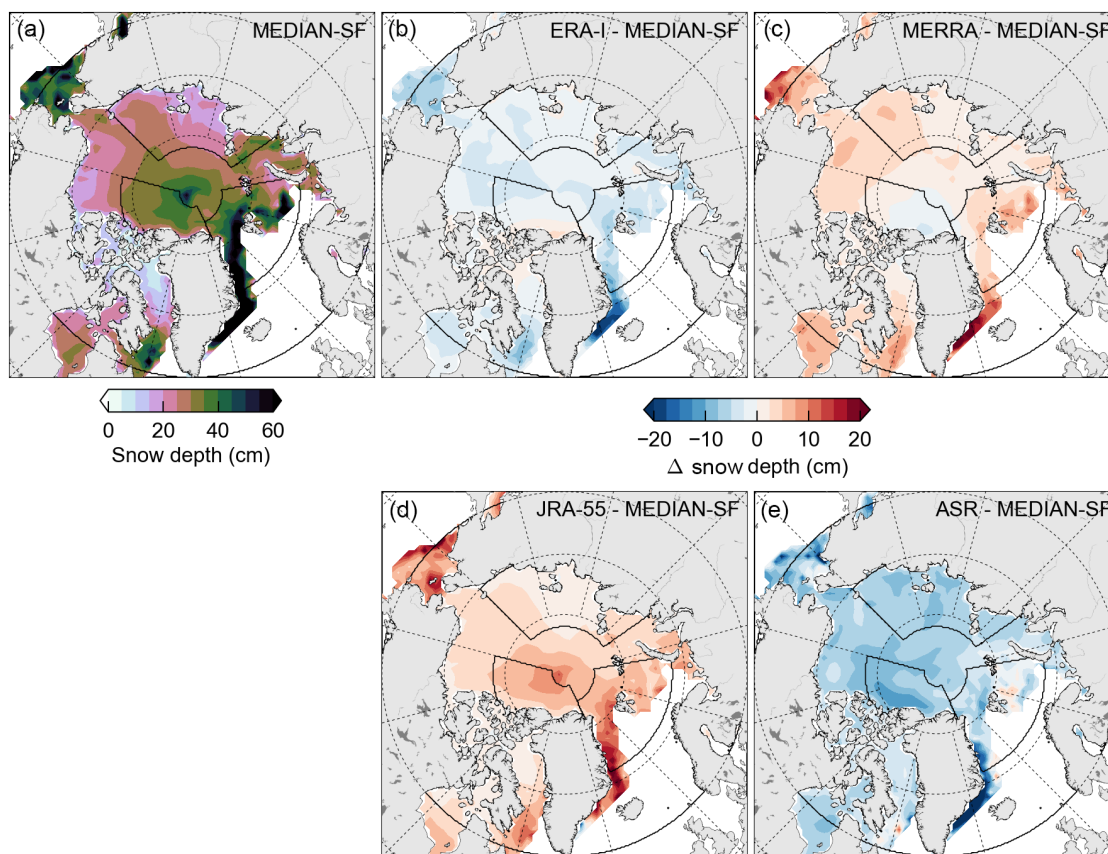 (a) MEDIAN-SF
(b) ERA-I - MEDIAN-SF
(c) MERRA - MEDIAN-SF
0 20 40 60
Snow depth (cm)
−20 −10 0 10 20
Δ snow depth (cm)
(d) JRA-55 - MEDIAN-SF
(e) ASR - MEDIAN-SF